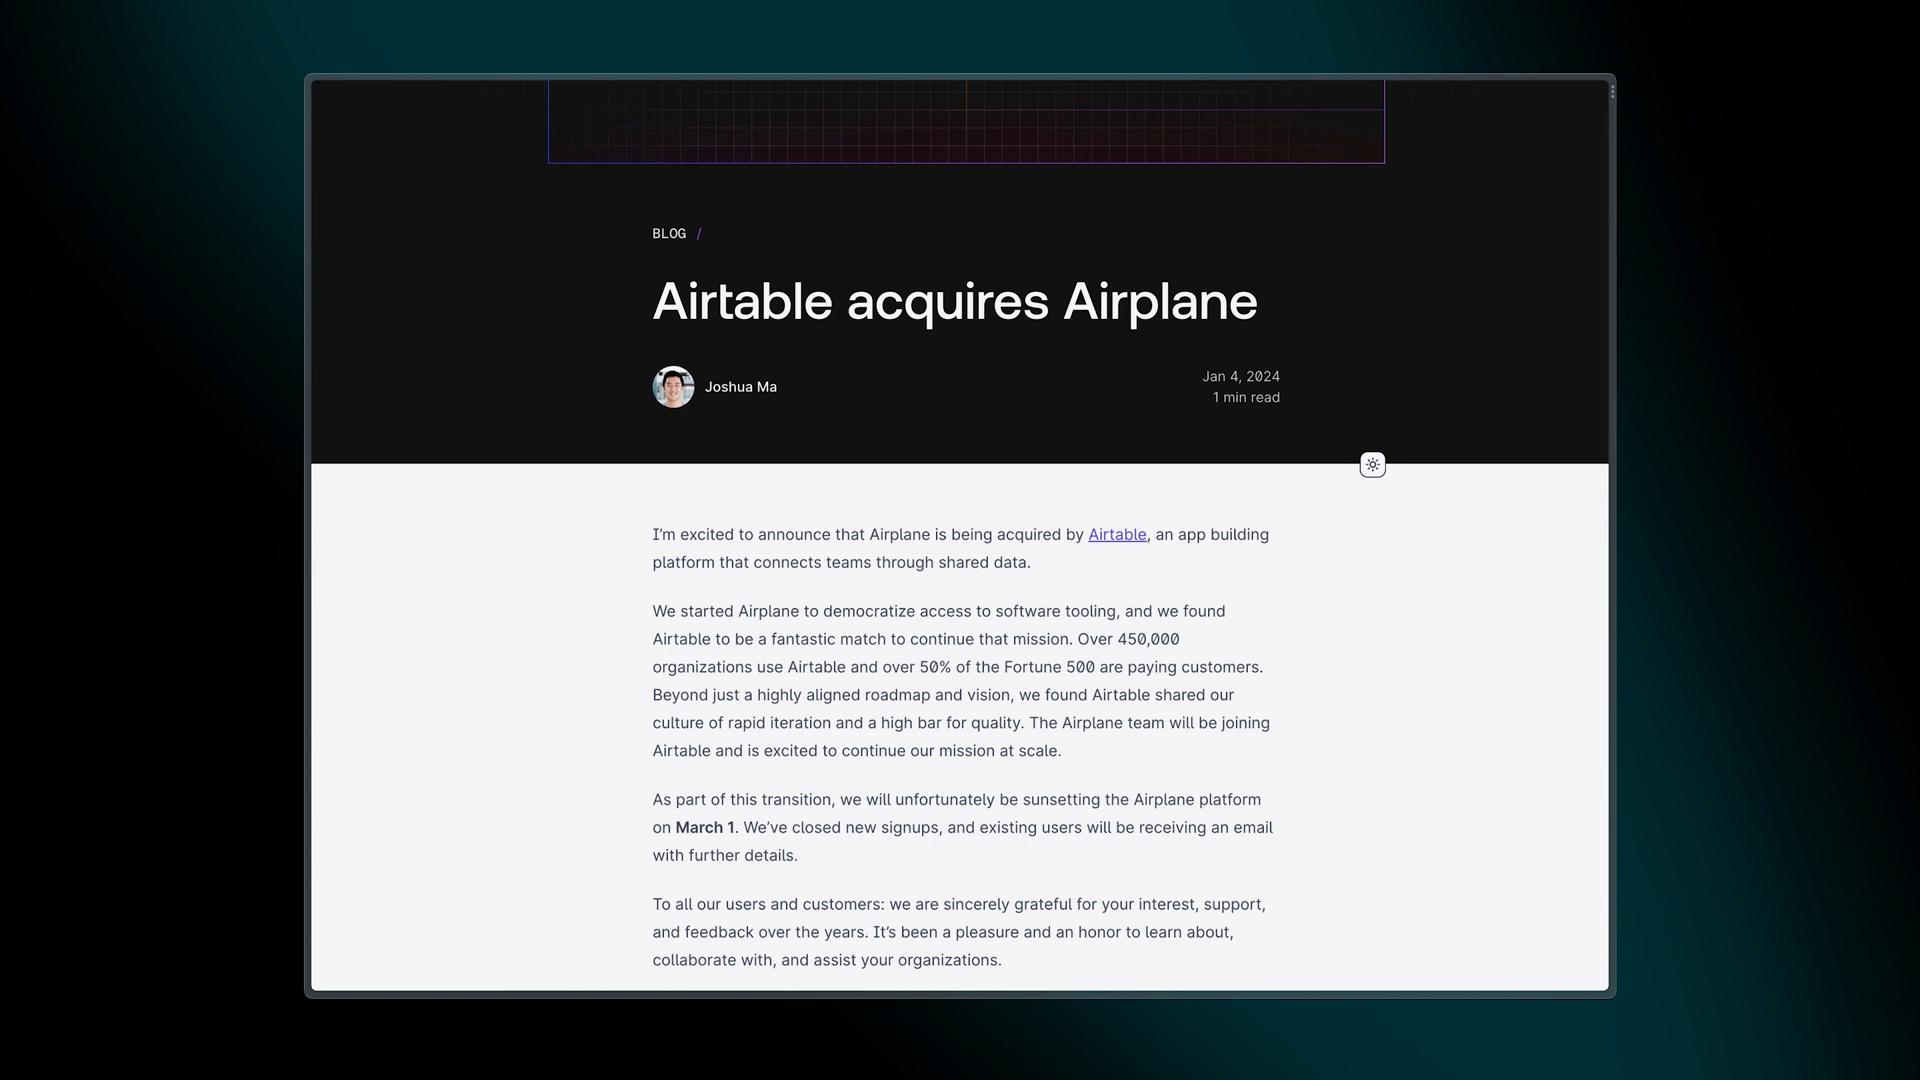 BLOG /
Airtable acquires Airplane
Joshua Ma
Jan 4, 2024
1 min read
I’m excited to announce that Airplane is being acquired by Airtable, an app building
platform that connects teams through shared data.
We started Airplane to democratize access to software tooling, and we found
Airtable to be a fantastic match to continue that mission. Over 450,000
organizations use Airtable and over 50% of the Fortune 500 are paying customers.
Beyond just a highly aligned roadmap and vision, we found Airtable shared our
culture of rapid iteration and a high bar for quality. The Airplane team will be joining
Airtable and is excited to continue our mission at scale.
As part of this transition, we will unfortunately be sunsetting the Airplane platform
on March 1. We’ve closed new signups, and existing users will be receiving an email
with further details.
To all our users and customers: we are sincerely grateful for your interest, support,
and feedback over the years. It’s been a pleasure and an honor to learn about,
collaborate with, and assist your organizations.